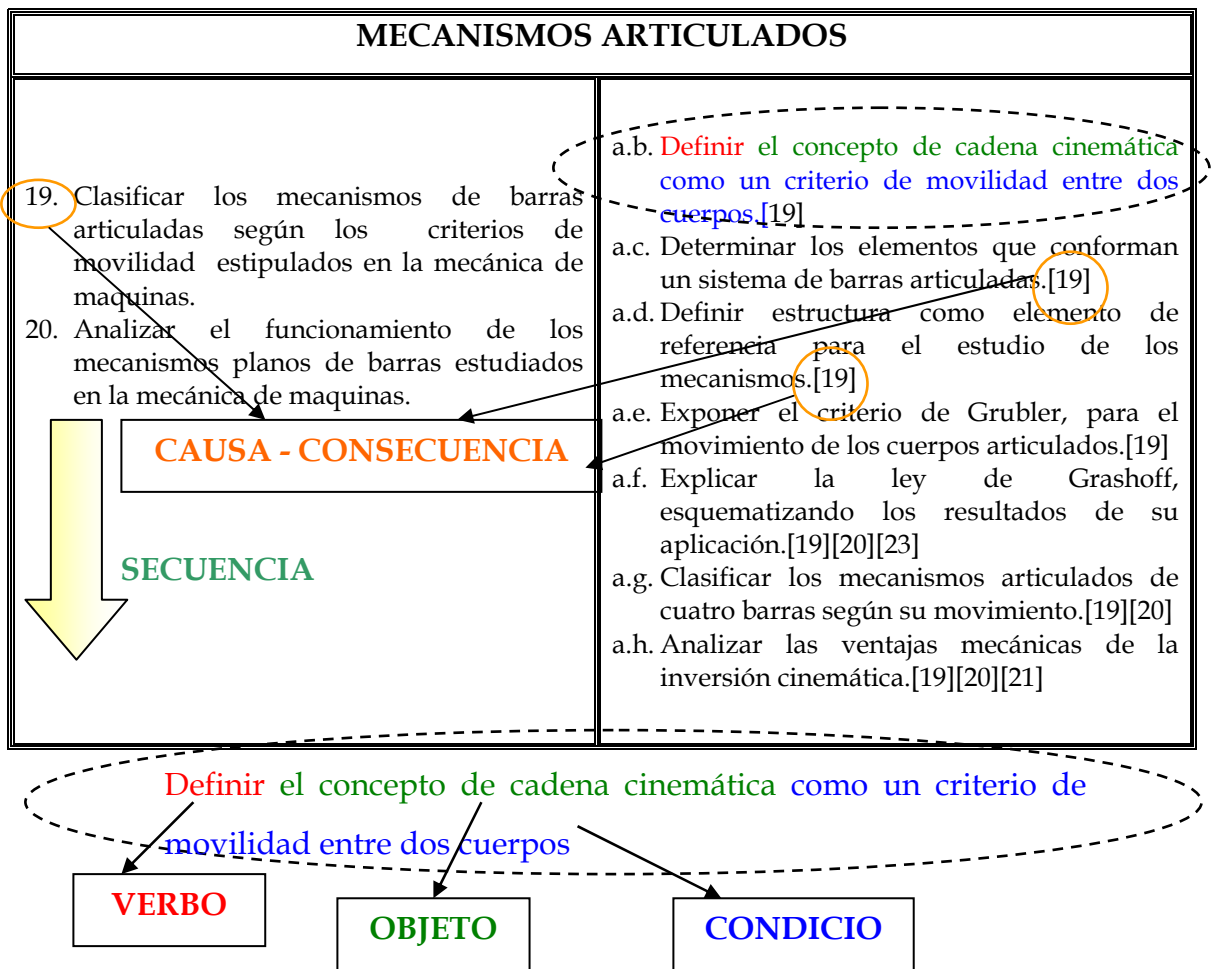 MECANISMOS ARTICULADOS
19. Clasificar los mecanismos de barras
articuladas según los criterios de
movilidad estipulados en la mecánica de
maquinas.
20. Analizar el funcionamiento de los
mecanismos planos de barras estudiados
en la mecánica de maquinas.
CAUSA - CONSECUENCIA
SECUENCIA
a.b. Definir el concepto de cadena cinemática
como un criterio de movilidad entre dos
cuerpos.[19]
a.c. Determinar los elementos que conforman
un sistema de barras articuladas.[19]
a.d. Definir estructura como elemento de
referencia para el estudio de los
mecanismos.[19]
a.e. Exponer el criterio de Grubler, para el
movimiento de los cuerpos articulados.[19]
a.f. Explicar la ley de Grashoff,
esquematizando los resultados de su
aplicación.[19][20][23]
a.g. Clasificar los mecanismos articulados de
cuatro barras según su movimiento.[19][20]
a.h. Analizar las ventajas mecánicas de la
inversión cinemática.[19][20][21]
Definir el concepto de cadena cinemática como un criterio de
movilidad entre dos cuerpos
VERBO
OBJETO
CONDICIO